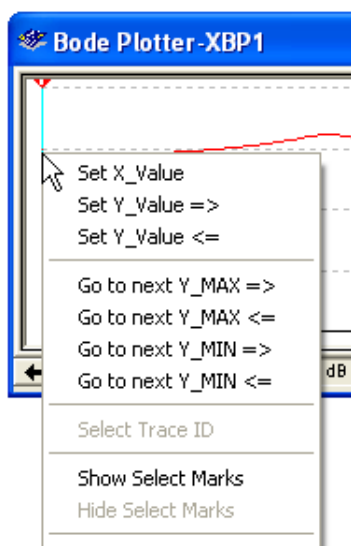 Bode Plotter-XBP1
Set X_Value
Set Y_Value =>
Set Y_Value <=
Go to next Y_MAX =>
Go to next Y_MAX <=
Go to next Y_MIN =>
dB
Go to next Y_MIN <=
Select Trace ID
Show Select Marks
Hide Select Marks